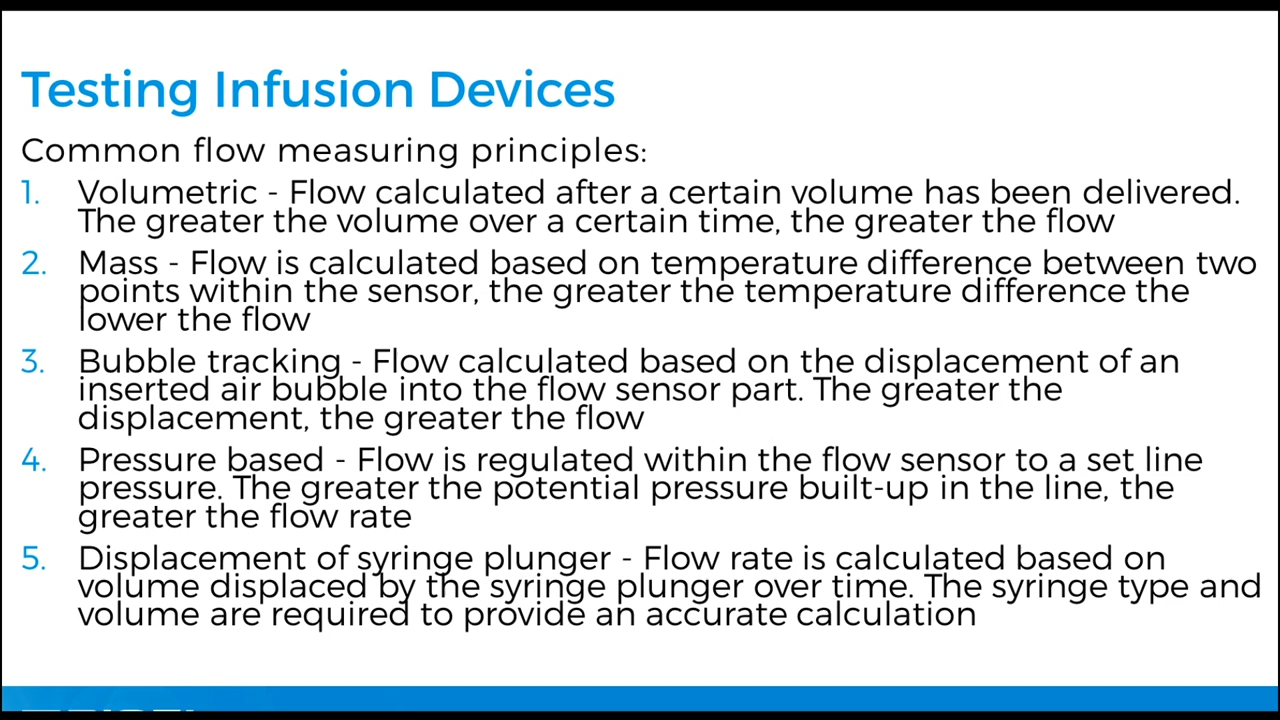 Testing Infusion Devices
Common flow measuring principles:
1. Volumetric - Flow calculated after a certain volume has been delivered.
The greater the volume over a certain time, the greater the flow
2. Mass - Flow is calculated based on temperature difference between two
points within the sensor, the greater the temperature difference the
lower the flow
3. Bubble tracking - Flow calculated based on the displacement of an
inserted air bubble into the flow sensor part. The greater the
displacement, the greater the flow
4. Pressure based - Flow is regulated within the flow sensor to a set line
pressure. The greater the potential pressure built-up in the line, the
greater the flow rate
5. Displacement of syringe plunger - Flow rate is calculated based on
volume displaced by the syringe plunger over time. The syringe type and
volume are required to provide an accurate calculation